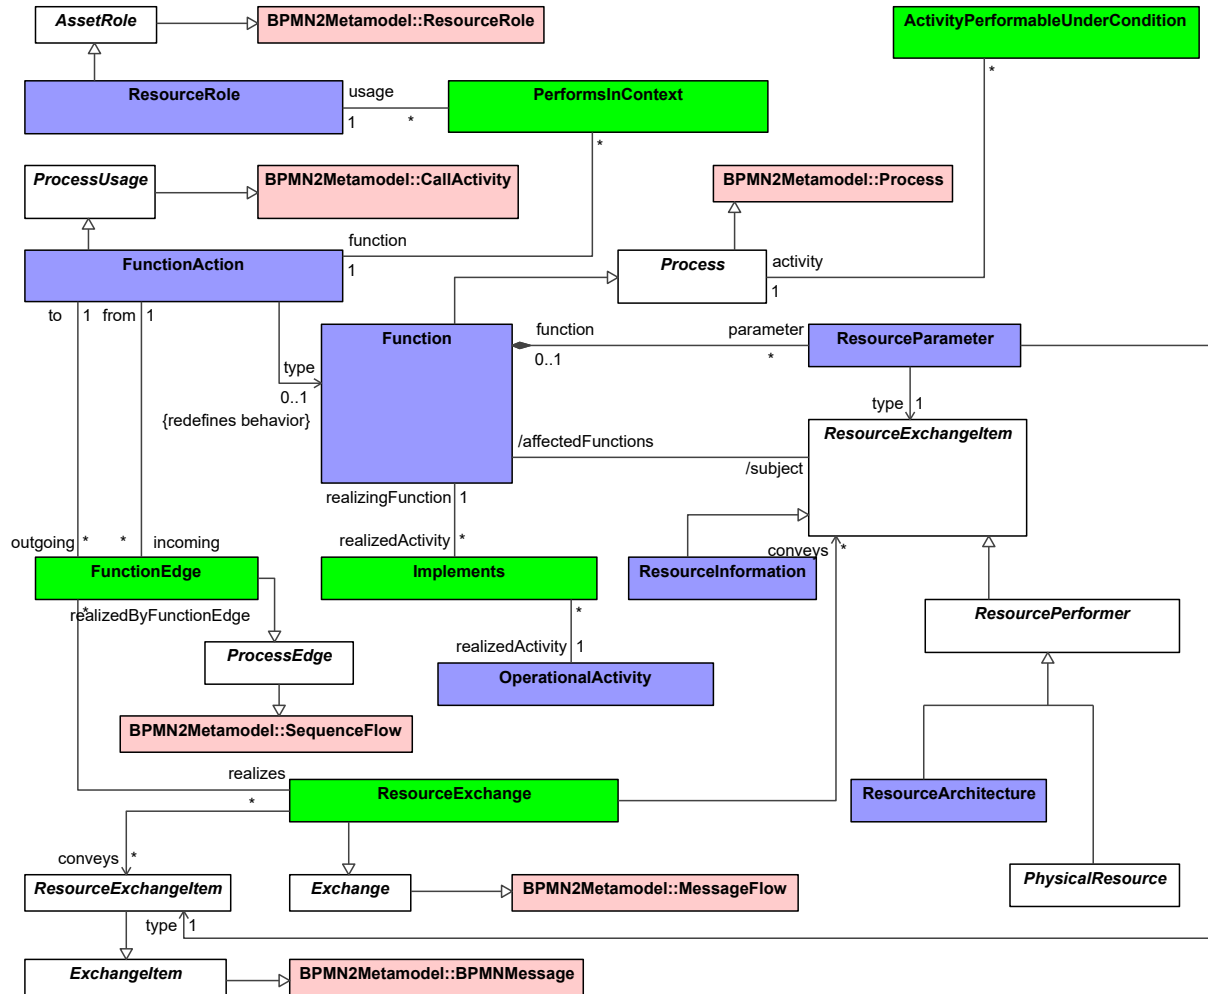 AssetRole
BPMN2Metamodel::ResourceRole
ActivityPerformableUnderCondition
*
ResourceRole
usage
1
*
PerformsInContext
*
ProcessUsage
BPMN2Metamodel::CallActivity
BPMN2Metamodel::Process
FunctionAction
function
1
Process
activity
1
to
1
from
1
type
0..1
{redefines behavior}
Function
function
0..1
parameter
*
ResourceParameter
type
1
ResourceExchangeItem
/affectedFunctions
/subject
realizingFunction
1
realizedActivity
*
outgoing
*
*
incoming
FunctionEdge
Implements
conveys
*
ResourceInformation
*
realizedByFunctionEdge
*
ResourcePerformer
ProcessEdge
realizedActivity
1
OperationalActivity
BPMN2Metamodel::SequenceFlow
realizes
*
ResourceExchange
ResourceArchitecture
conveys
*
ResourceExchangeItem
Exchange
BPMN2Metamodel::MessageFlow
PhysicalResource
type
1
ExchangeItem
BPMN2Metamodel::BPMNMessage